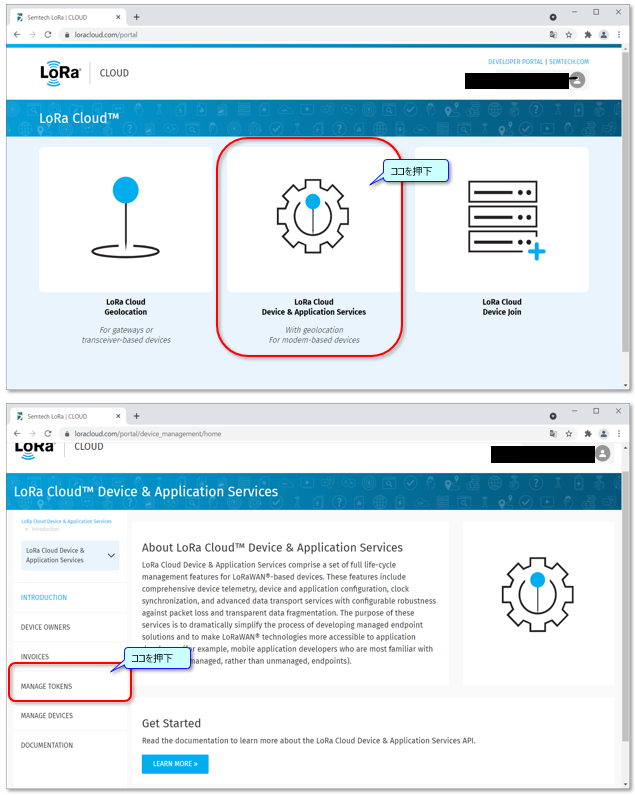 Semtech LoRa | CLOUD
loracloud.com/portal
DEVELOPER PORTAL | SEMTECH.COM
LoRa® CLOUD
LoRa Cloud™
ココを押下
LoRa Cloud
Geolocation
For gateways or
transceiver-based devices
LoRa Cloud
Device & Application Services
With geolocation
For modem-based devices
LoRa Cloud
Device Join
Semtech LoRa | CLOUD
loracloud.com/portal/device_management/home
LoRa CLOUD
LoRa Cloud™ Device & Application Services
LoRa Cloud Device & Application Services
Introduction
LoRa Cloud Device &
Application Services
INTRODUCTION
DEVICE OWNERS
INVOICES
MANAGE TOKENS
MANAGE DEVICES
DOCUMENTATION
ココを押下
About LoRa Cloud™ Device & Application Services
LoRa Cloud Device & Application Services comprise a set of full life-cycle
management features for LoRaWAN®-based devices. These features include
comprehensive device telemetry, device and application configuration, clock
synchronization, and advanced data transport services with configurable robustness
against packet loss and transport data fragmentation. The purpose of these
services is to dramatically simplify the process of developing managed endpoint
solutions and to make LoRaWAN® technologies more accessible to application
example, mobile application developers who are most familiar with
managed, rather than unmanaged, endpoints).
Get Started
Read the documentation to learn more about the LoRa Cloud Device & Application Services API.
LEARN MORE »